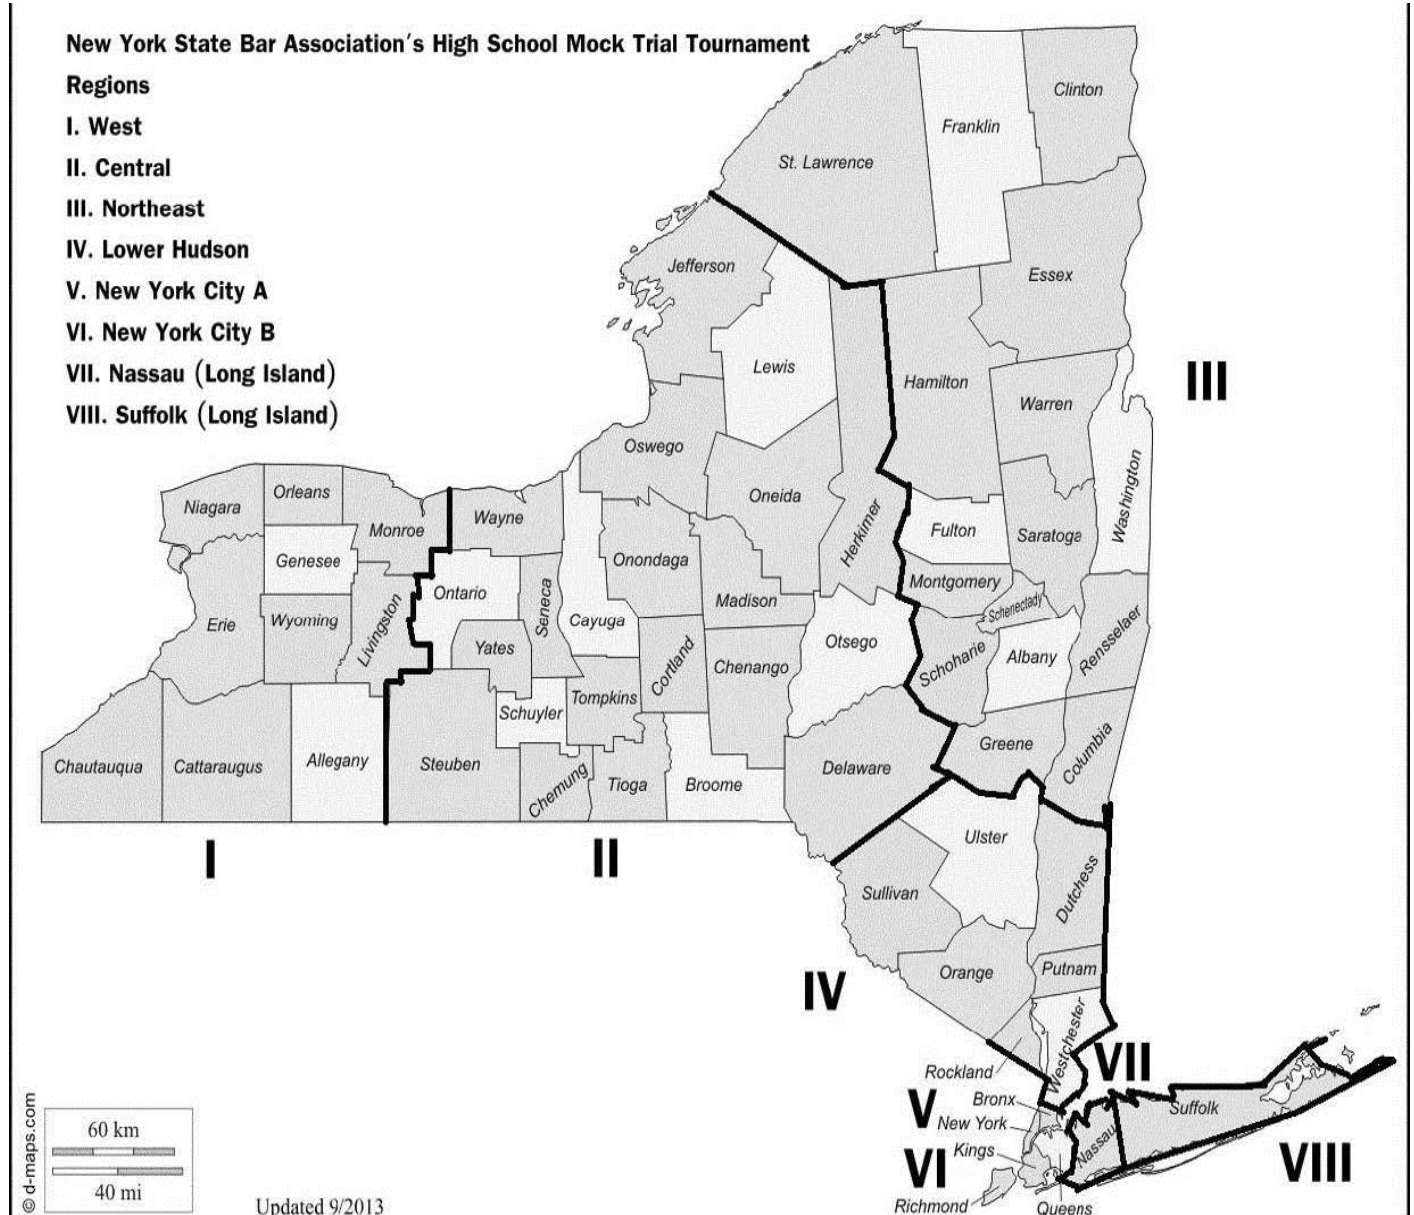 New York State Bar Association's High School Mock Trial Tournament
Regions
I. West
II. Central
III. Northeast
IV. Lower Hudson
V. New York City A
VI. New York City B
VII. Nassau (Long Island)
VIII. Suffolk (Long Island)
Clinton
Franklin
St. Lawrence
Jefferson
Essex
Lewis
Hamilton
III
Warren
Oswego
Washington
Niagara
Orleans
Monroe
Wayne
Oneida
Herkimer
Fulton
Saratoga
Genesee
Onondaga
Montgomery
Ontario
Seneca
Madison
Schenectady
Erie
Wyoming
Livingston
Cayuga
Rensselaer
Yates
Otsego
Schoharie
Albany
Cortland
Chenango
Tompkins
Schuyler
Greene
Columbia
Chautauqua
Cattaraugus
Allegany
Steuben
Chemung
Tioga
Broome
Delaware
Ulster
I
II
Sullivan
Dutchess
IV
Orange
Putnam
Westchester
Rockland
VII
V
Bronx
New York
Suffolk
Nassau
VI
Kings
VIII
Richmond
Queens
60 km
40 mi
© d-maps.com
Updated 9/2013